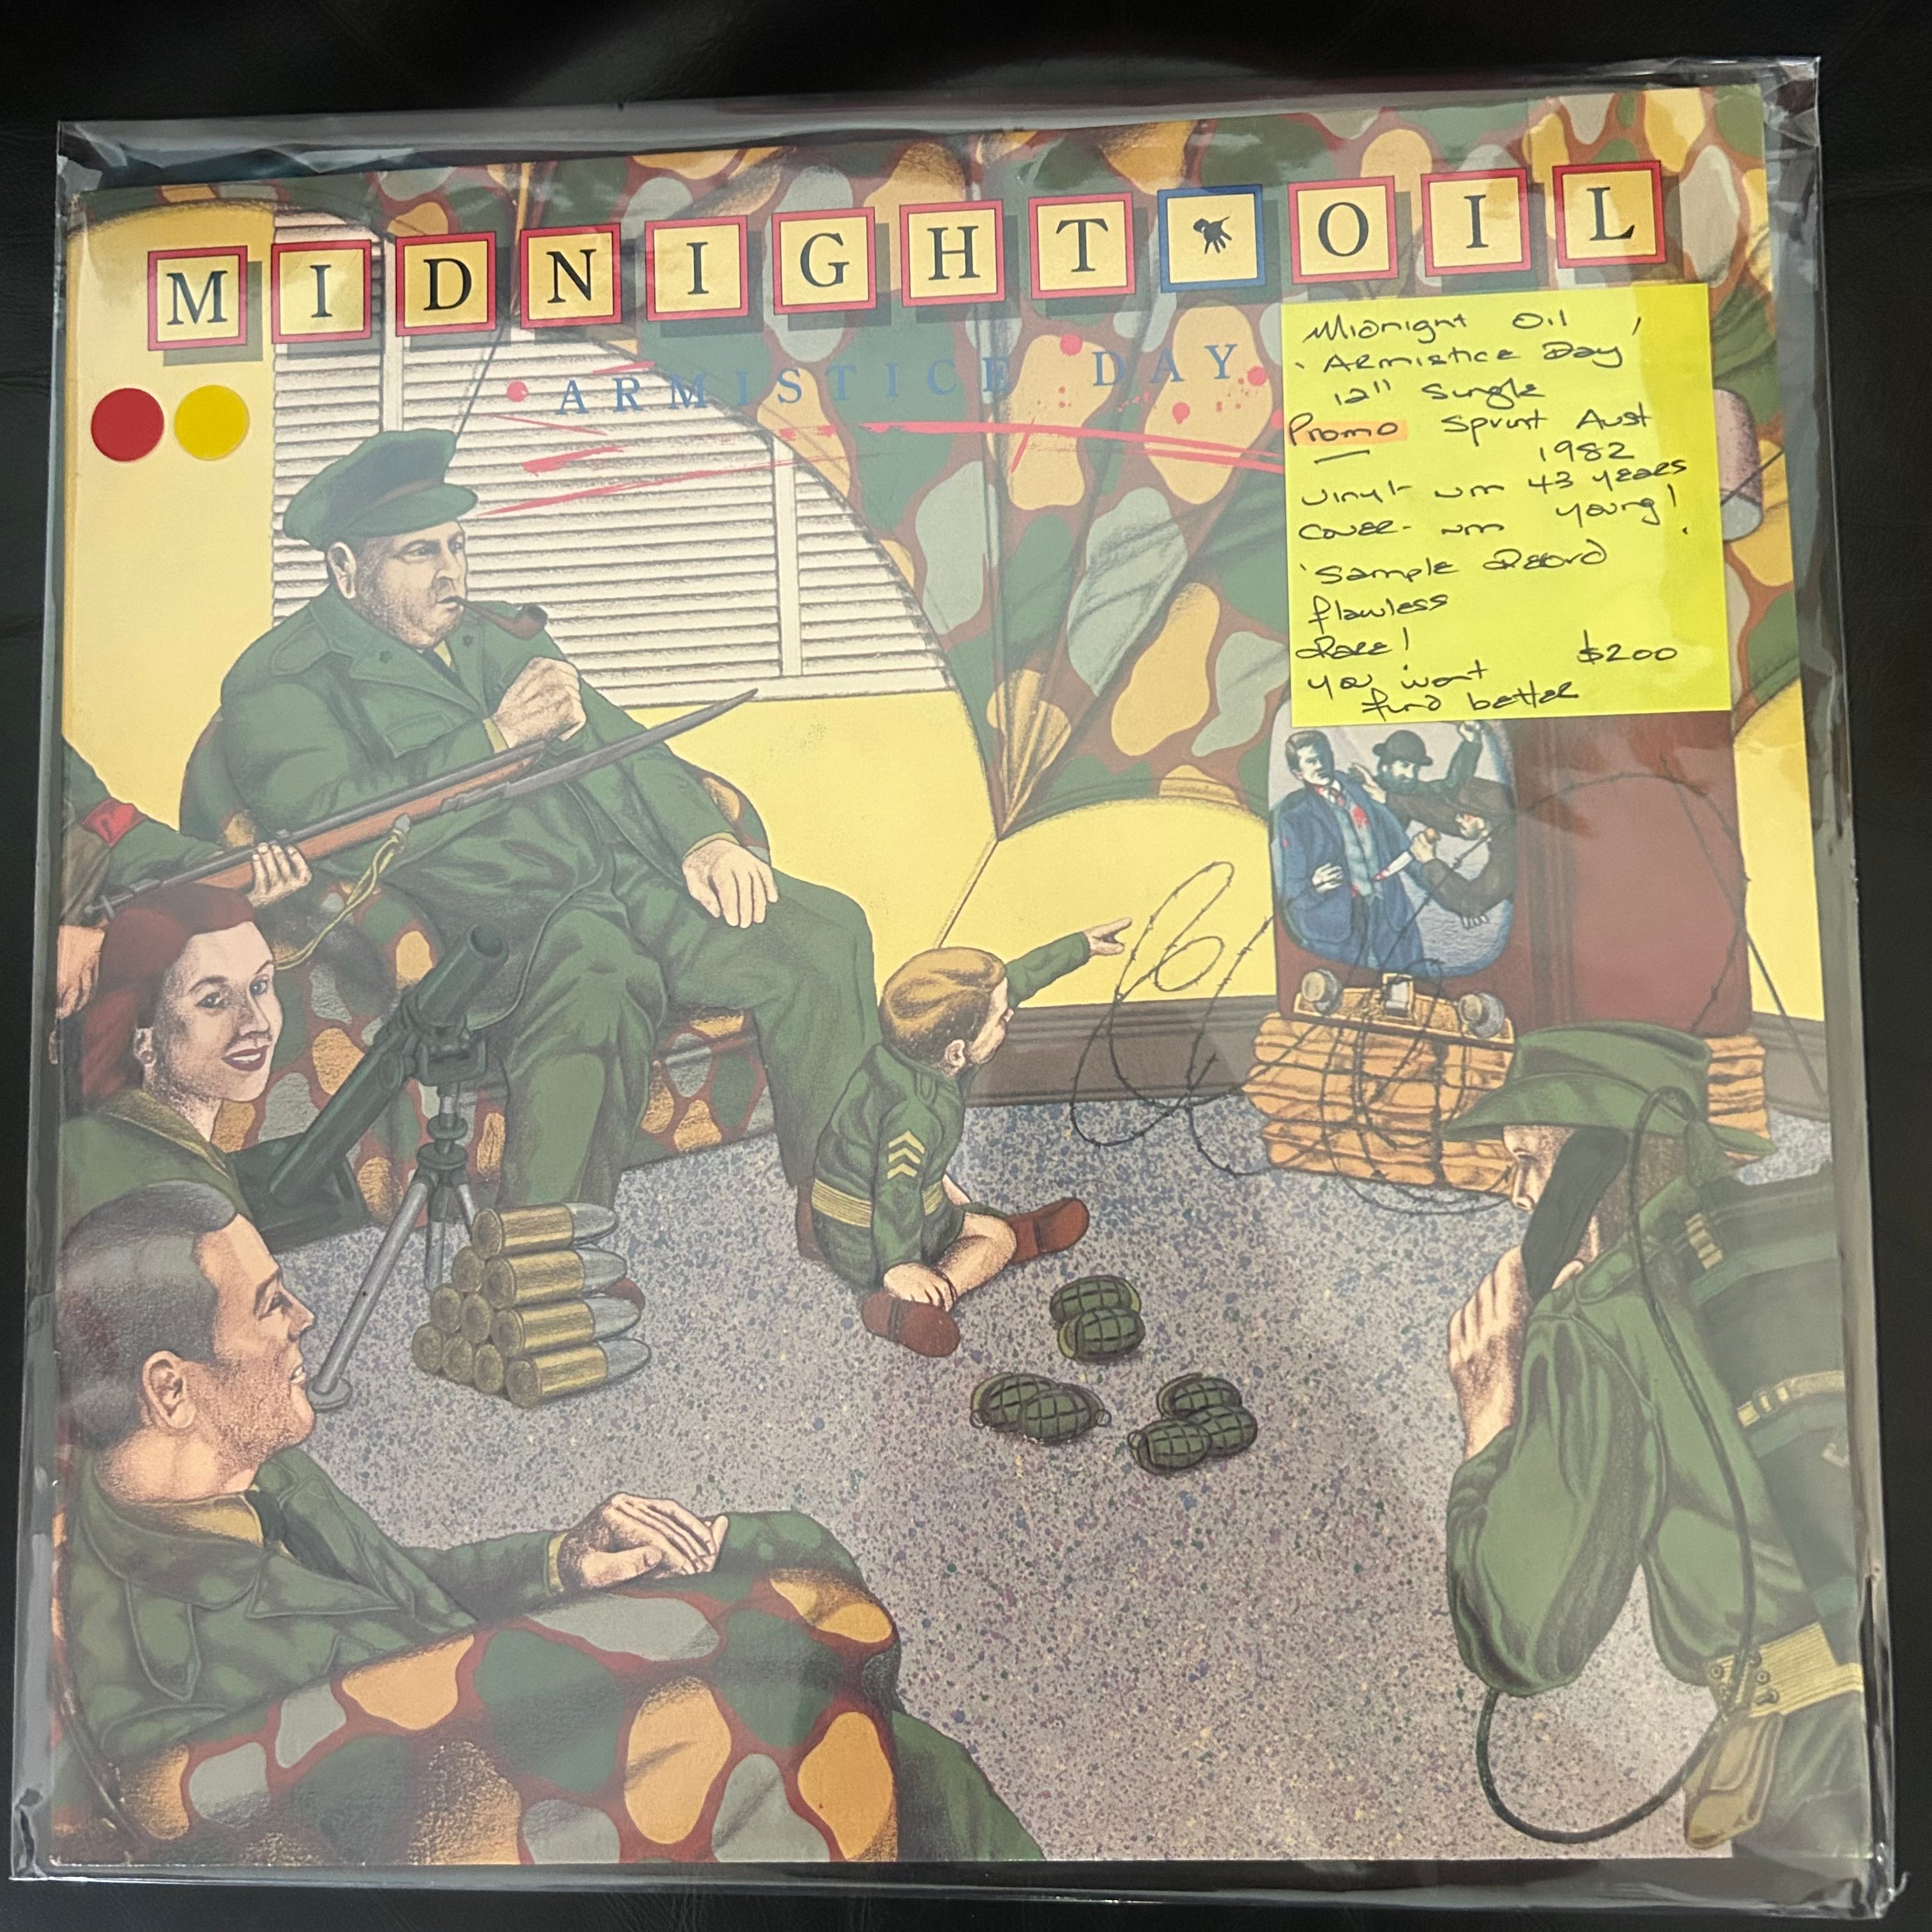 MIDNIGHT OIL
ARMISTICE DAY
Midnight Oil
'Armistice Day'
12" Single
Promo Sprint Aust
1982
Vinyl - NM 43 years
Cover - NM young!
'Sample Record
flawless
Rare! $200
you won't
find better